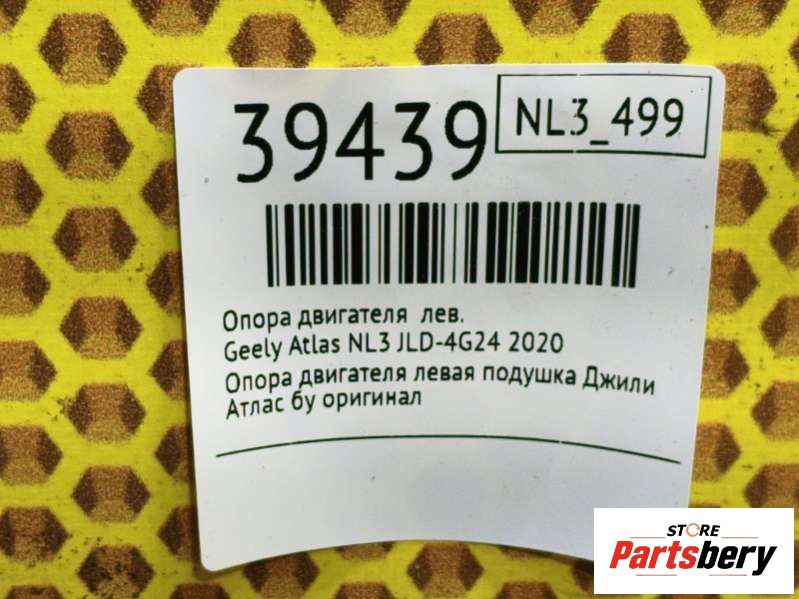 39439
NL3_499
Опора двигателя лев.
Geely Atlas NL3 JLD-4G24 2020
Опора двигателя левая подушка Джили
Атлас бу оригинал
STORE
Partsbery